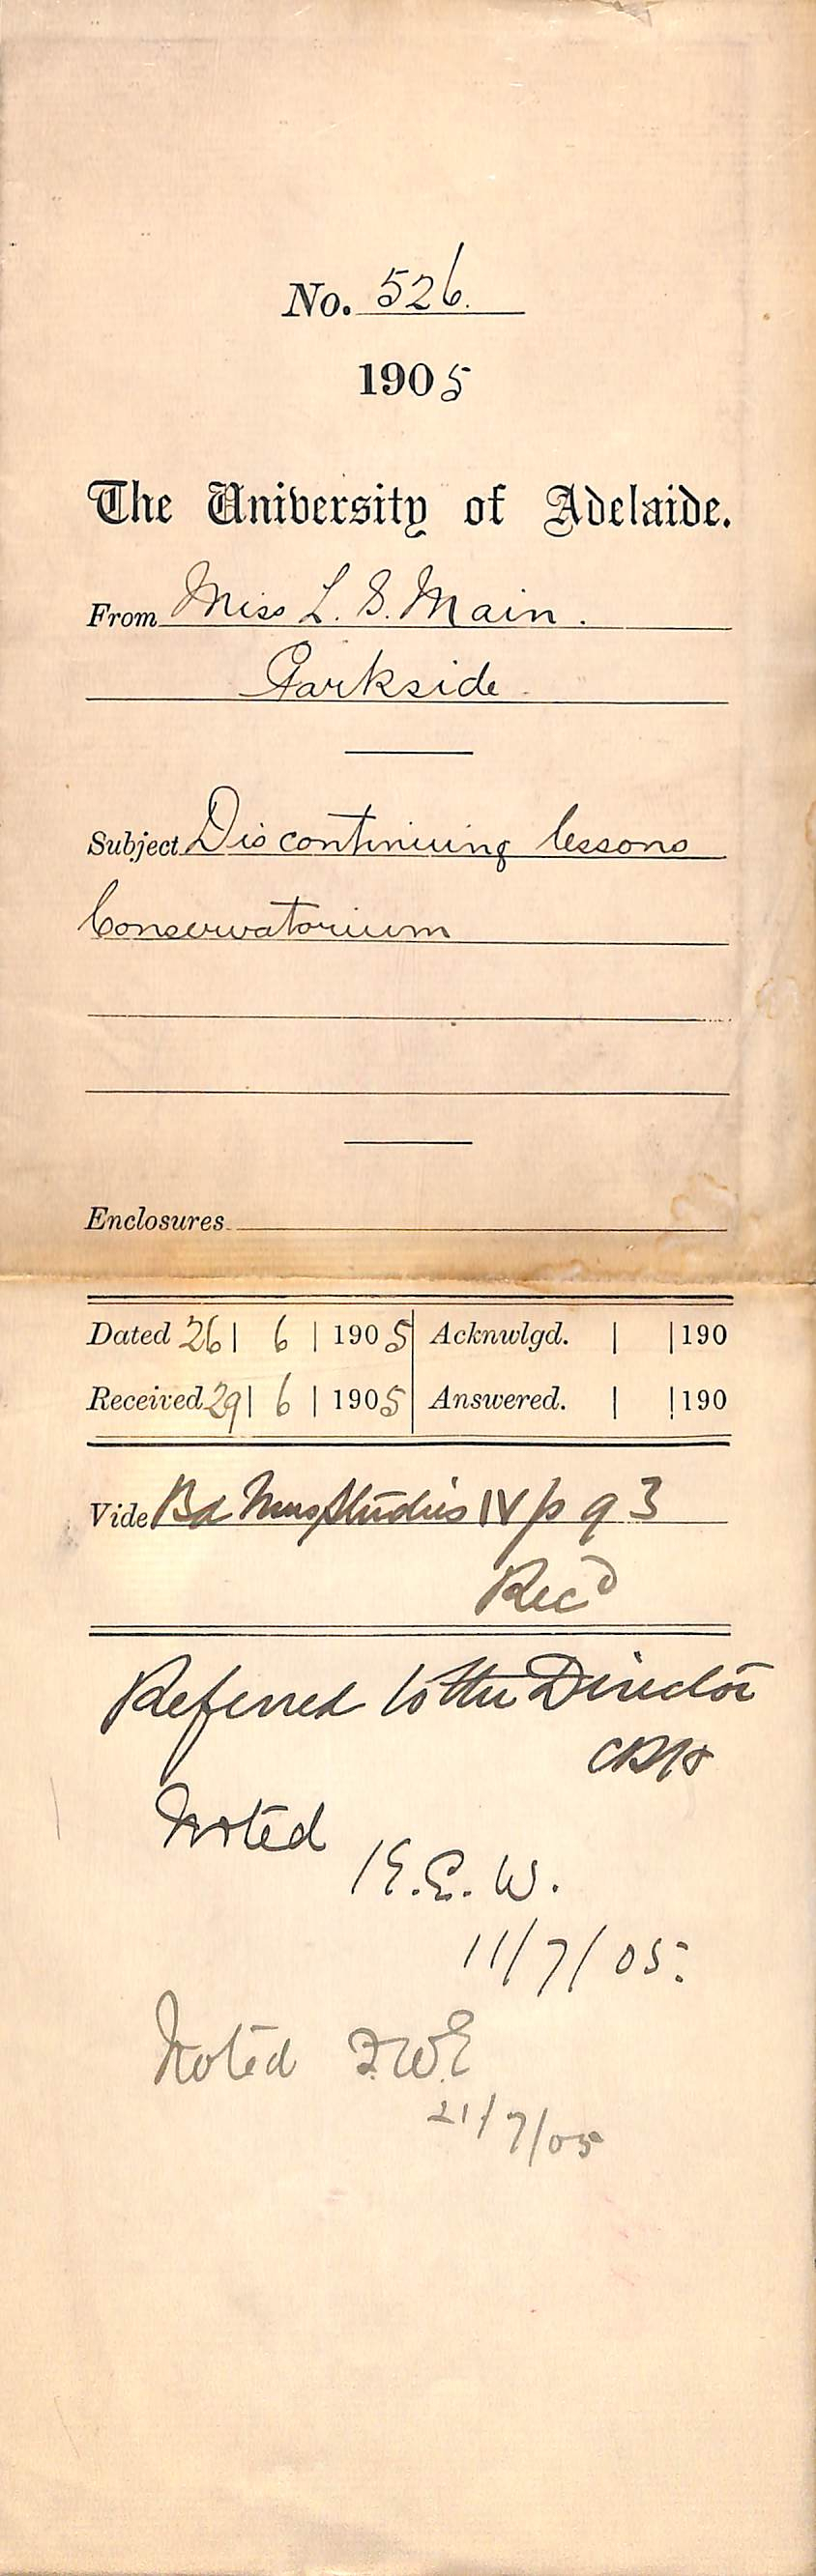 No. 526.
1905
The University of Adelaide.
From Miss L. S. Main.
Parkside.
Subject Discontinuing lessons
Conservatorium
Enclosures
Dated 26 | 6 | 1905 Acknwlgd. | | 190
Received 29 | 6 | 1905 Answered. | | 190
Vide Bd Mus Studies IV p 93
Recd
Referred to the Director
Noted
E. W.
11/7/05.
Noted F.W.E
21/7/05